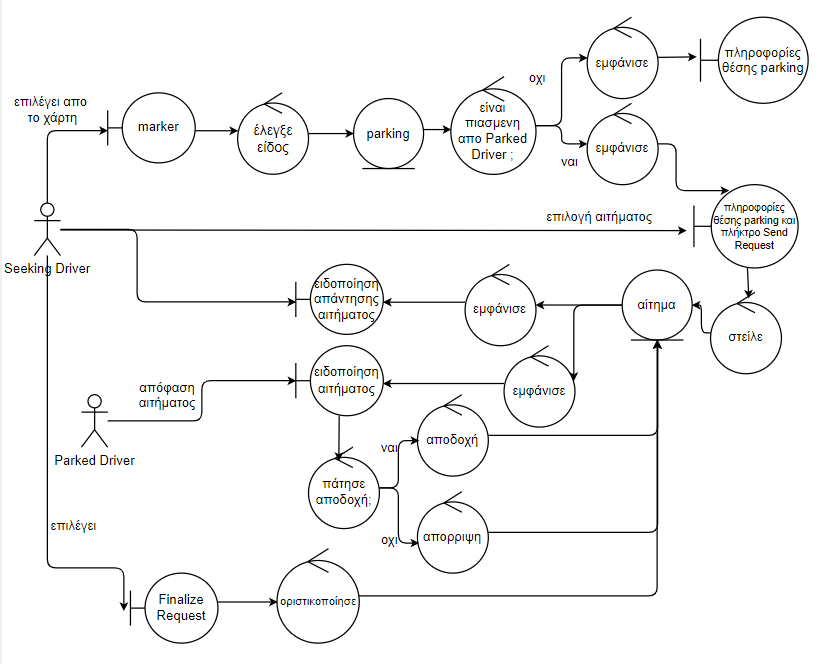 πληροφορίες
θέσης parking
οχι
εμφάνισε
επιλέγει απο
το χάρτη
marker
έλεγξε
είδος
parking
είναι
πιασμενη
απο Parked
Driver ;
ναι
εμφάνισε
πληροφορίες
θέσης parking και
πλήκτρο Send
Request
επιλογή αιτήματος
Seeking Driver
ειδοποίηση
απάντησης
αιτήματος
εμφάνισε
αίτημα
στείλε
ειδοποίηση
αιτήματος
εμφάνισε
απόφαση
αιτήματος
Parked Driver
ναι
αποδοχή
πάτησε
αποδοχή;
οχι
απορριψη
επιλέγει
Finalize
Request
οριστικοποίησε